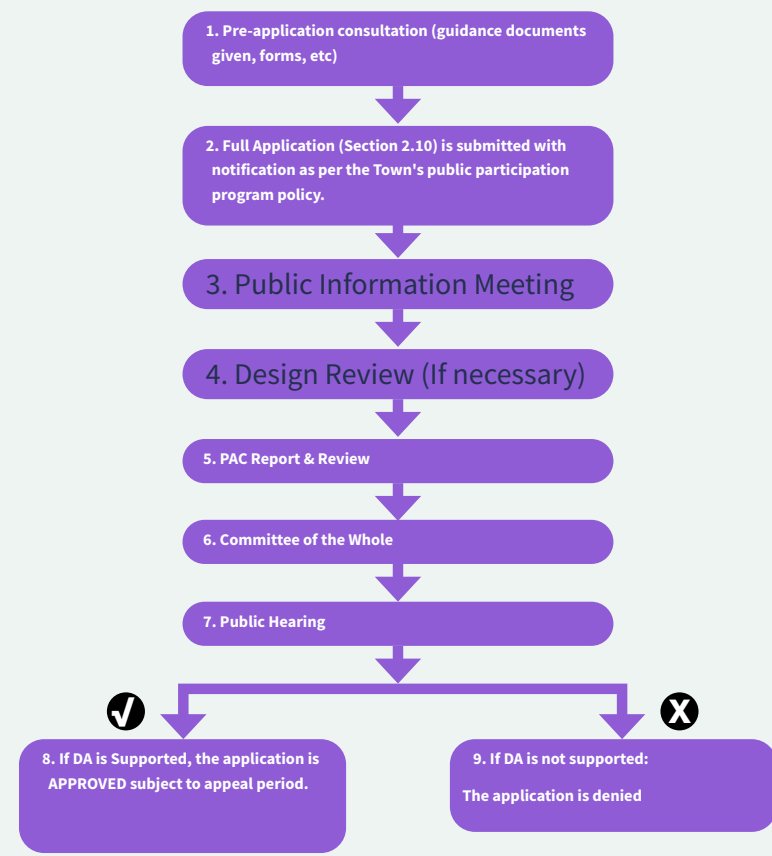 1. Pre-application consultation (guidance documents
given, forms, etc)
2. Full Application (Section 2.10) is submitted with
notification as per the Town's public participation
program policy.
3. Public Information Meeting
4. Design Review (If necessary)
5. PAC Report & Review
6. Committee of the Whole
7. Public Hearing
√
X
8. If DA is Supported, the application is
APPROVED subject to appeal period.
9. If DA is not supported:
The application is denied